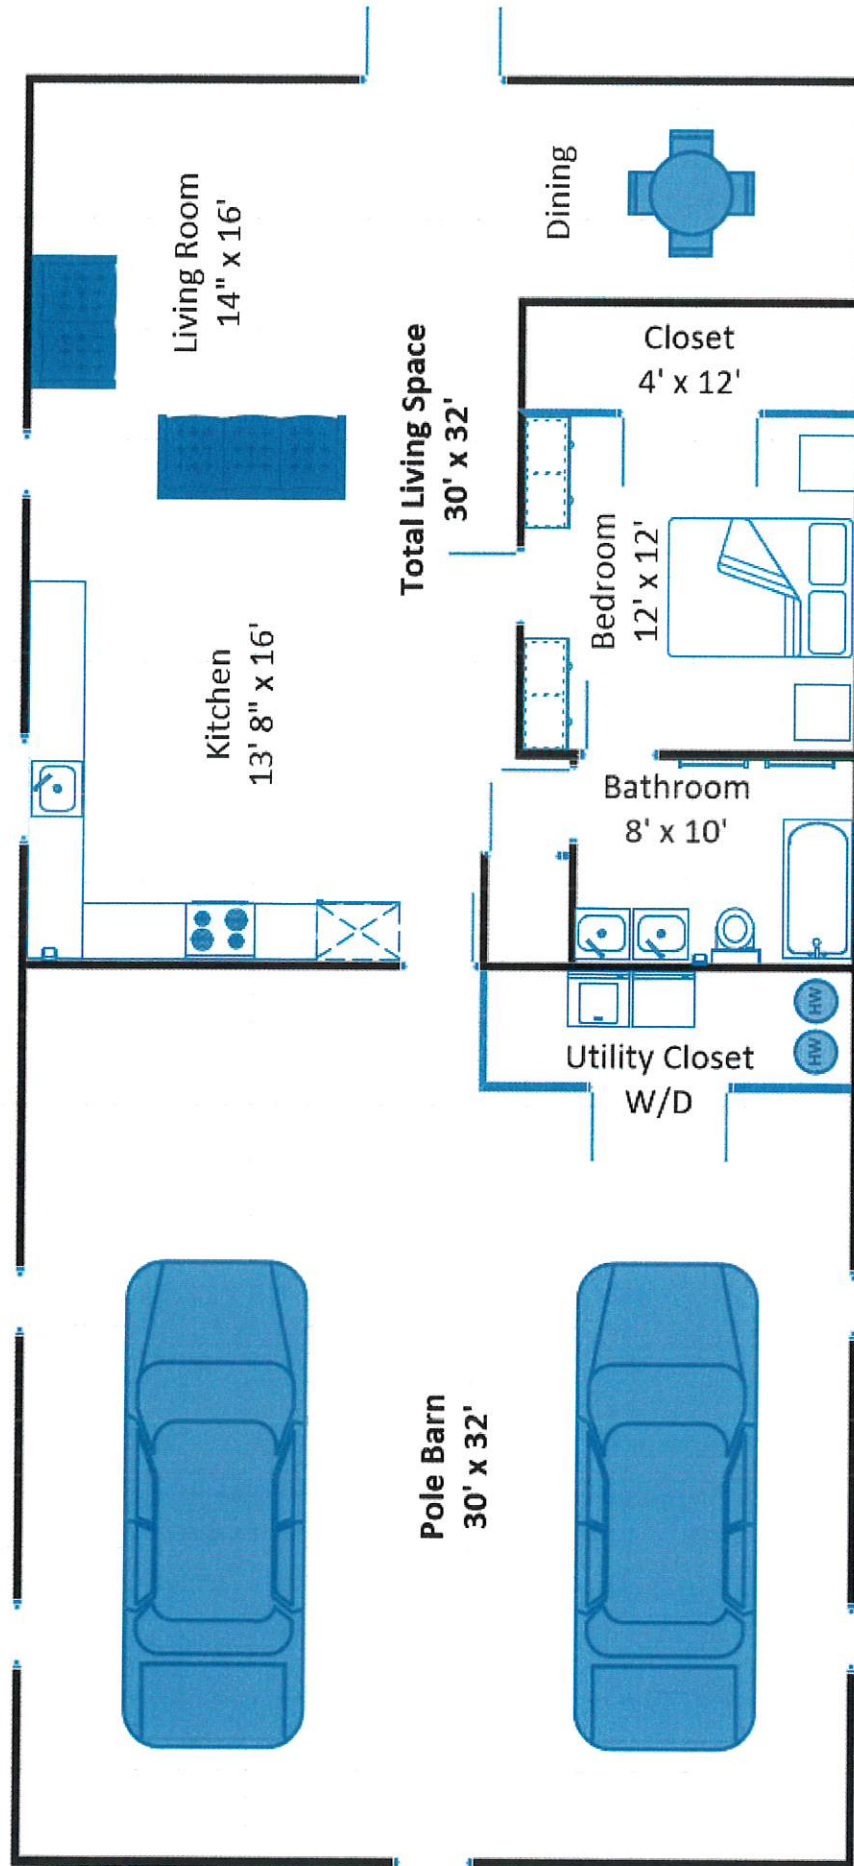 Living Room
14" x 16'
Dining
Total Living Space
30' x 32'
Closet
4' x 12'
Kitchen
13' 8" x 16'
Bedroom
12' x 12'
Bathroom
8' x 10'
Utility Closet
W/D
HW
HW
Pole Barn
30' x 32'